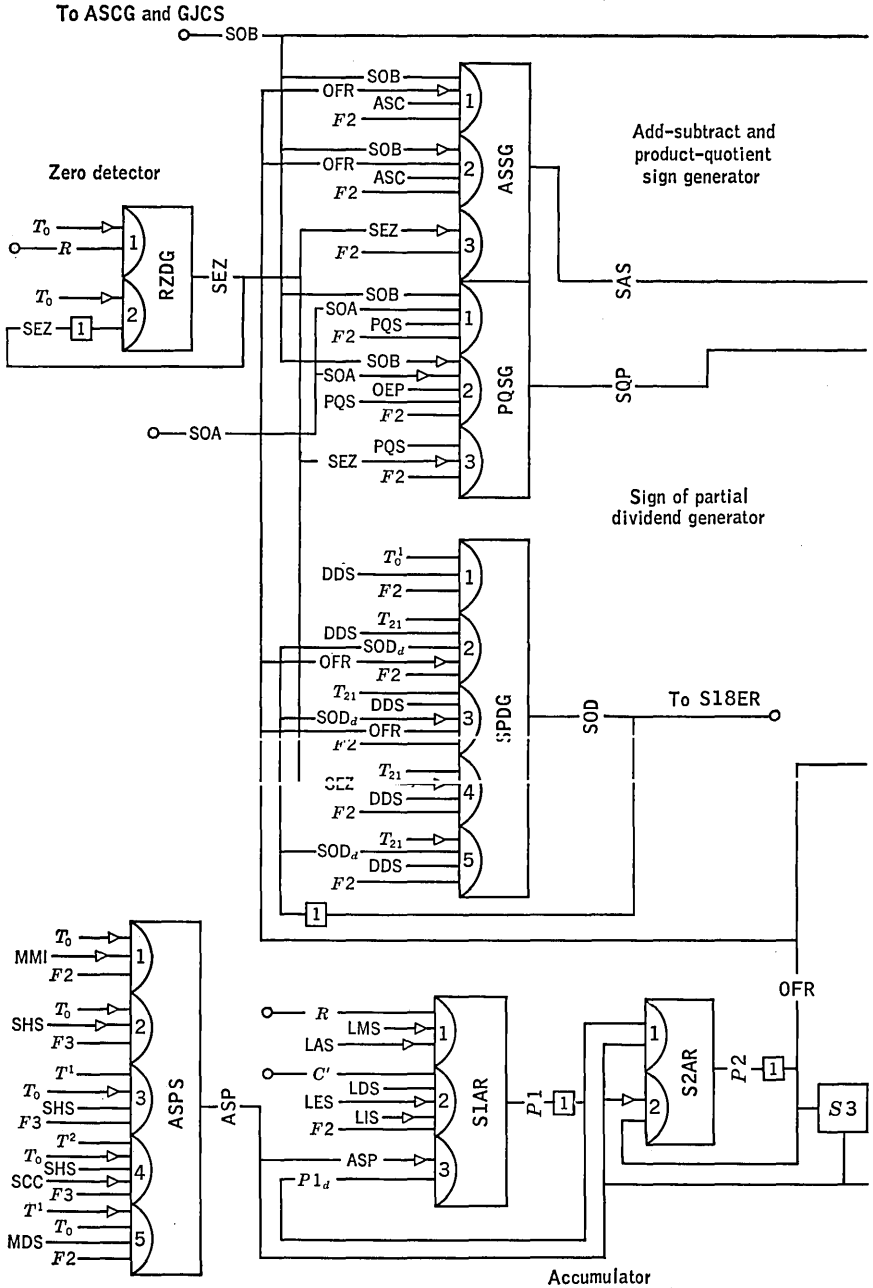 To ASCG and GJCS
SOB
SOB
OFR
ASC
F2
1
SOB
OFR
ASC
F2
2
SEZ
F2
3
ASSG
Add-subtract and
product-quotient
sign generator
Zero detector
T0
R
1
T0
SEZ 1
2
RZDG
SEZ
SAS
SOB
SOA
PQS
F2
1
SOB
SOA
OEP
PQS
F2
2
PQS
SEZ
F2
3
PQSG
SQP
SOA
Sign of partial
dividend generator
T0^1
DDS
F2
1
T21
DDS
SODd
OFR
F2
2
T21
DDS
SODd
OFR
F2
3
T21
SEZ
DDS
F2
4
T21
SODd
DDS
F2
5
SPDG
SOD
To S18ER
1
T0
MMI
F2
1
T0
SHS
F3
2
T^1
T0
SHS
F3
3
T^2
T0
SHS
SCC
F3
4
T^1
T0
MDS
F2
5
ASPS
ASP
R
LMS
LAS
1
C′
LDS
LES
LIS
F2
2
ASP
P1d
3
S1AR
P1 1
1
2
S2AR
P2 1
OFR
S3
Accumulator